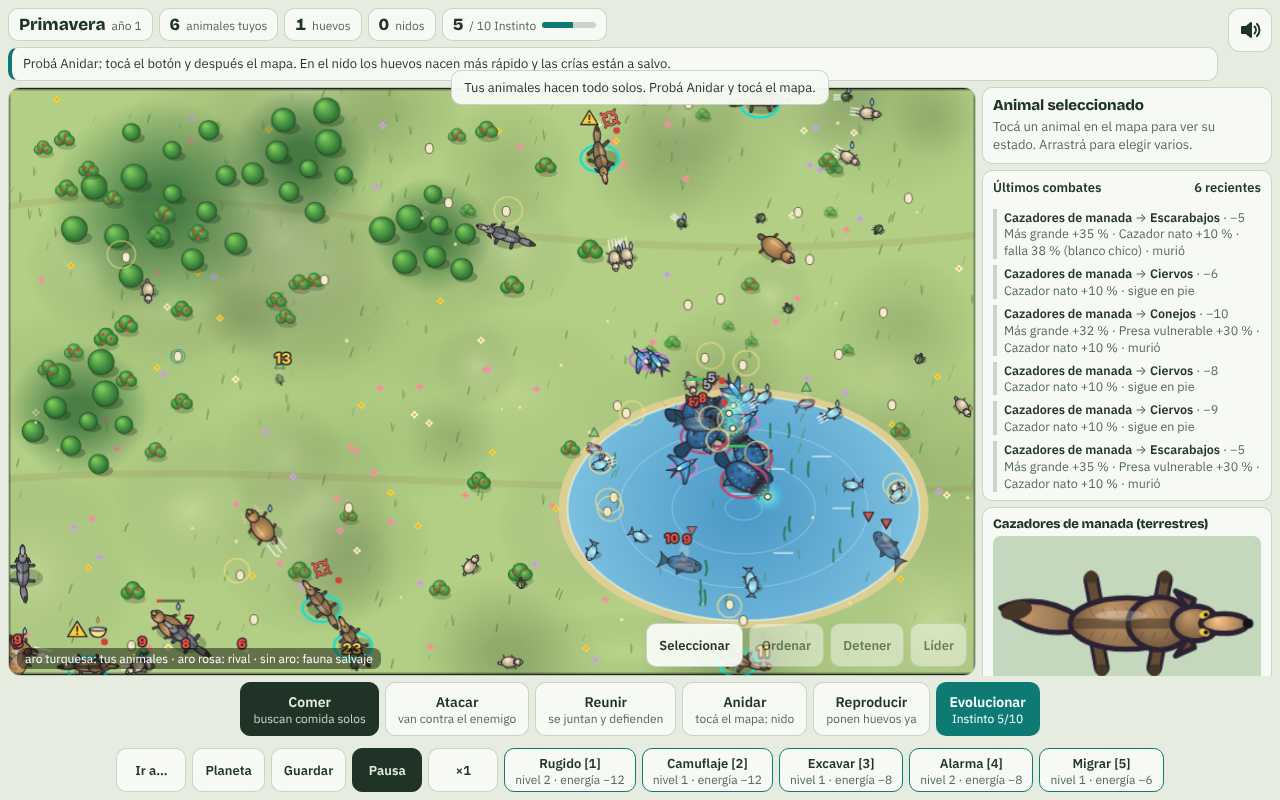 Primavera año 1
6 animales tuyos
1 huevos
0 nidos
5 / 10 Instinto
Probá Anidar: tocá el botón y después el mapa. En el nido los huevos nacen más rápido y las crías están a salvo.
Tus animales hacen todo solos. Probá Anidar y tocá el mapa.
Animal seleccionado
Tocá un animal en el mapa para ver su
estado. Arrastrá para elegir varios.
Últimos combates 6 recientes
Cazadores de manada → Escarabajos · −5
Más grande +35 % · Cazador nato +10 % ·
falla 38 % (blanco chico) · murió
Cazadores de manada → Ciervos · −6
Cazador nato +10 % · sigue en pie
Cazadores de manada → Conejos · −10
Más grande +32 % · Presa vulnerable +30 % ·
Cazador nato +10 % · murió
Cazadores de manada → Ciervos · −8
Cazador nato +10 % · sigue en pie
Cazadores de manada → Ciervos · −9
Cazador nato +10 % · sigue en pie
Cazadores de manada → Escarabajos · −5
Más grande +35 % · Presa vulnerable +30 % ·
Cazador nato +10 % · murió
Cazadores de manada (terrestres)
13
5
5
8
10 9
7
9
9
8
6
23
11
aro turquesa: tus animales · aro rosa: rival · sin aro: fauna salvaje
Seleccionar
Ordenar
Detener
Líder
Comer
buscan comida solos
Atacar
van contra el enemigo
Reunir
se juntan y defienden
Anidar
tocá el mapa: nido
Reproducir
ponen huevos ya
Evolucionar
Instinto 5/10
Ir a...
Planeta
Guardar
Pausa
×1
Rugido [1]
nivel 2 · energía −12
Camuflaje [2]
nivel 1 · energía −12
Excavar [3]
nivel 1 · energía −8
Alarma [4]
nivel 2 · energía −8
Migrar [5]
nivel 1 · energía −6